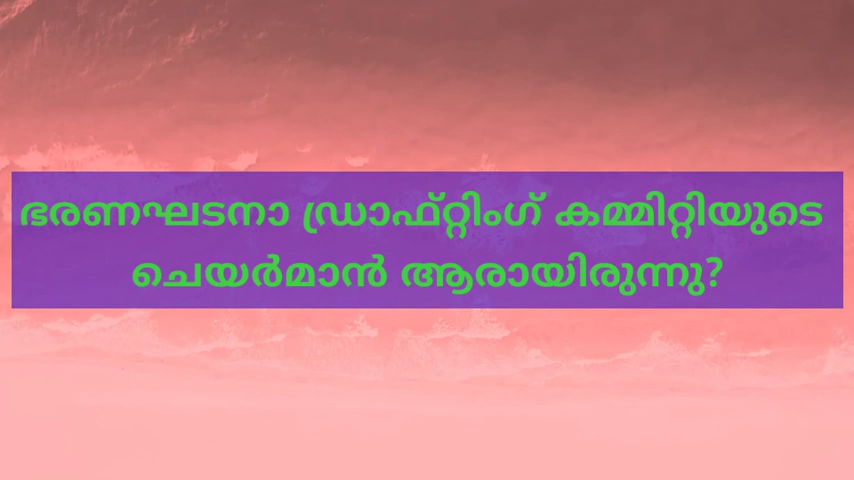 ഭരണഘടനാ ഡ്രാഫ്റ്റിംഗ് കമ്മിറ്റിയുടെ
ചെയർമാൻ ആരായിരുന്നു?